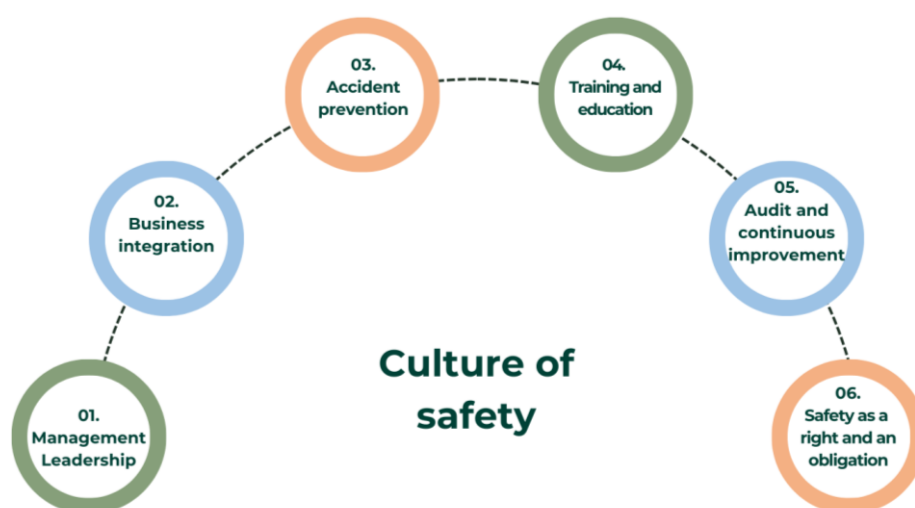 03.
Accident
prevention
04.
Training and
education
02.
Business
integration
05.
Audit and
continuous
improvement
Culture of
safety
01.
Management
Leadership
06.
Safety as a
right and an
obligation